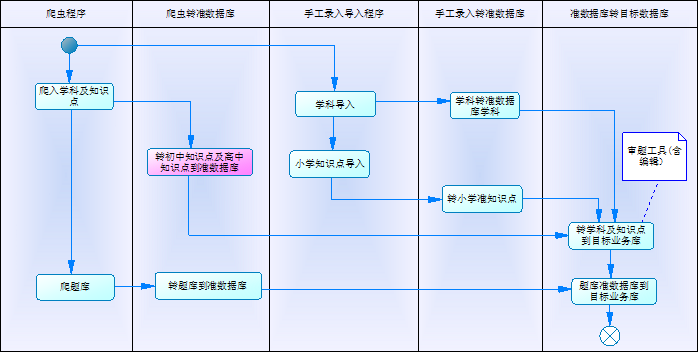 爬虫程序
爬虫转准数据库
手工录入导入程序
手工录入转准数据库
准数据库转目标数据库
爬入学科及知识
点
学科导入
学科转准数据
库学科
转初中知识点及高中
知识点到准数据库
小学知识点导入
审题工具(含
编辑)
转小学准知识点
转学科及知识点
到目标业务库
爬题库
转题库到准数据库
题库准数据库到
目标业务库